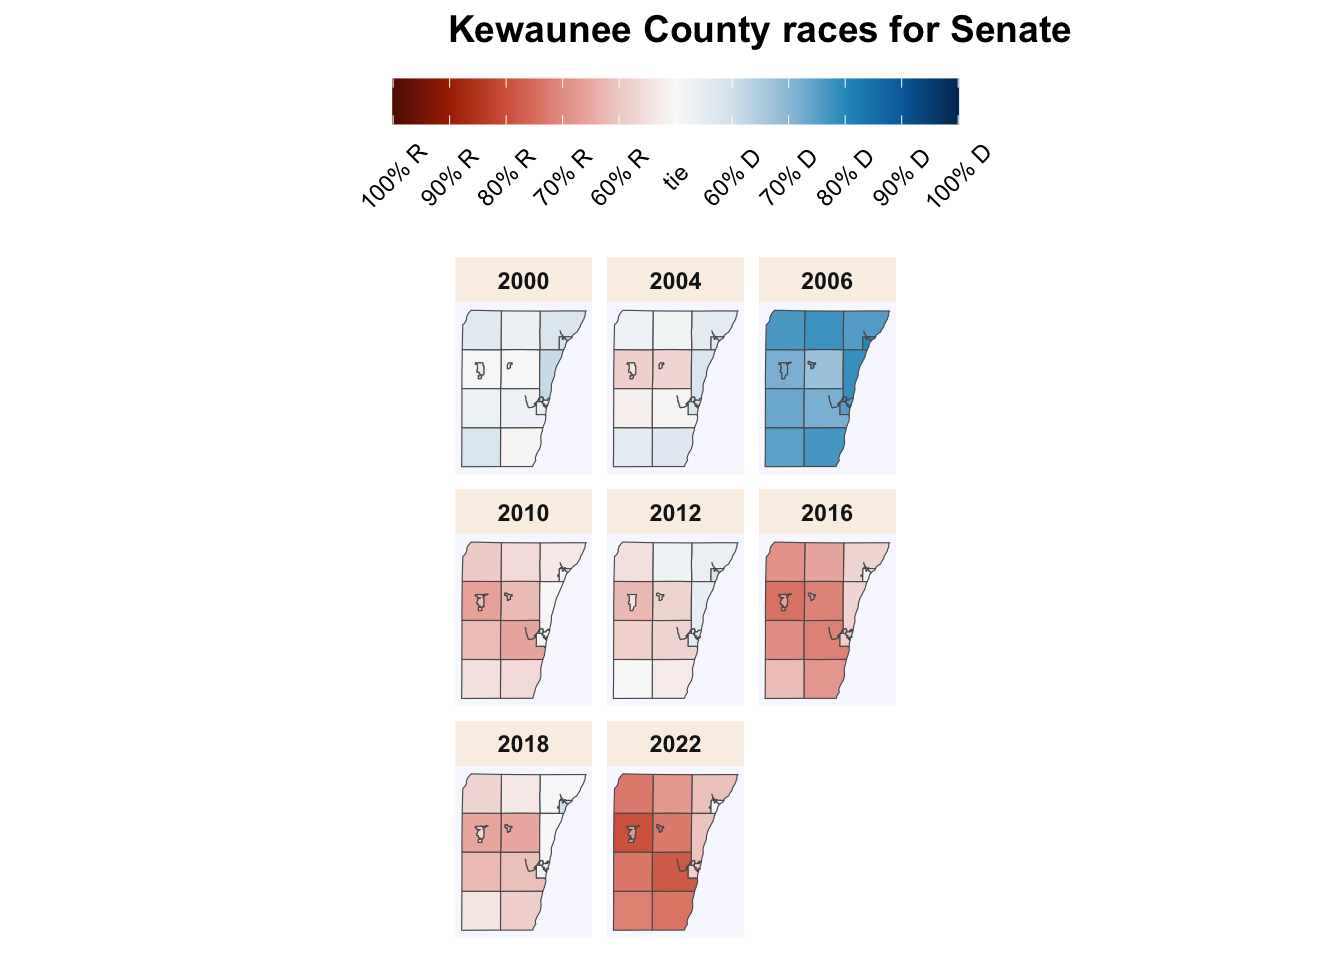 Kewaunee County races for Senate
100% R 90% R 80% R 70% R 60% R tie 60% D 70% D 80% D 90% D 100% D
2000 2004 2006
2010 2012 2016
2018 2022